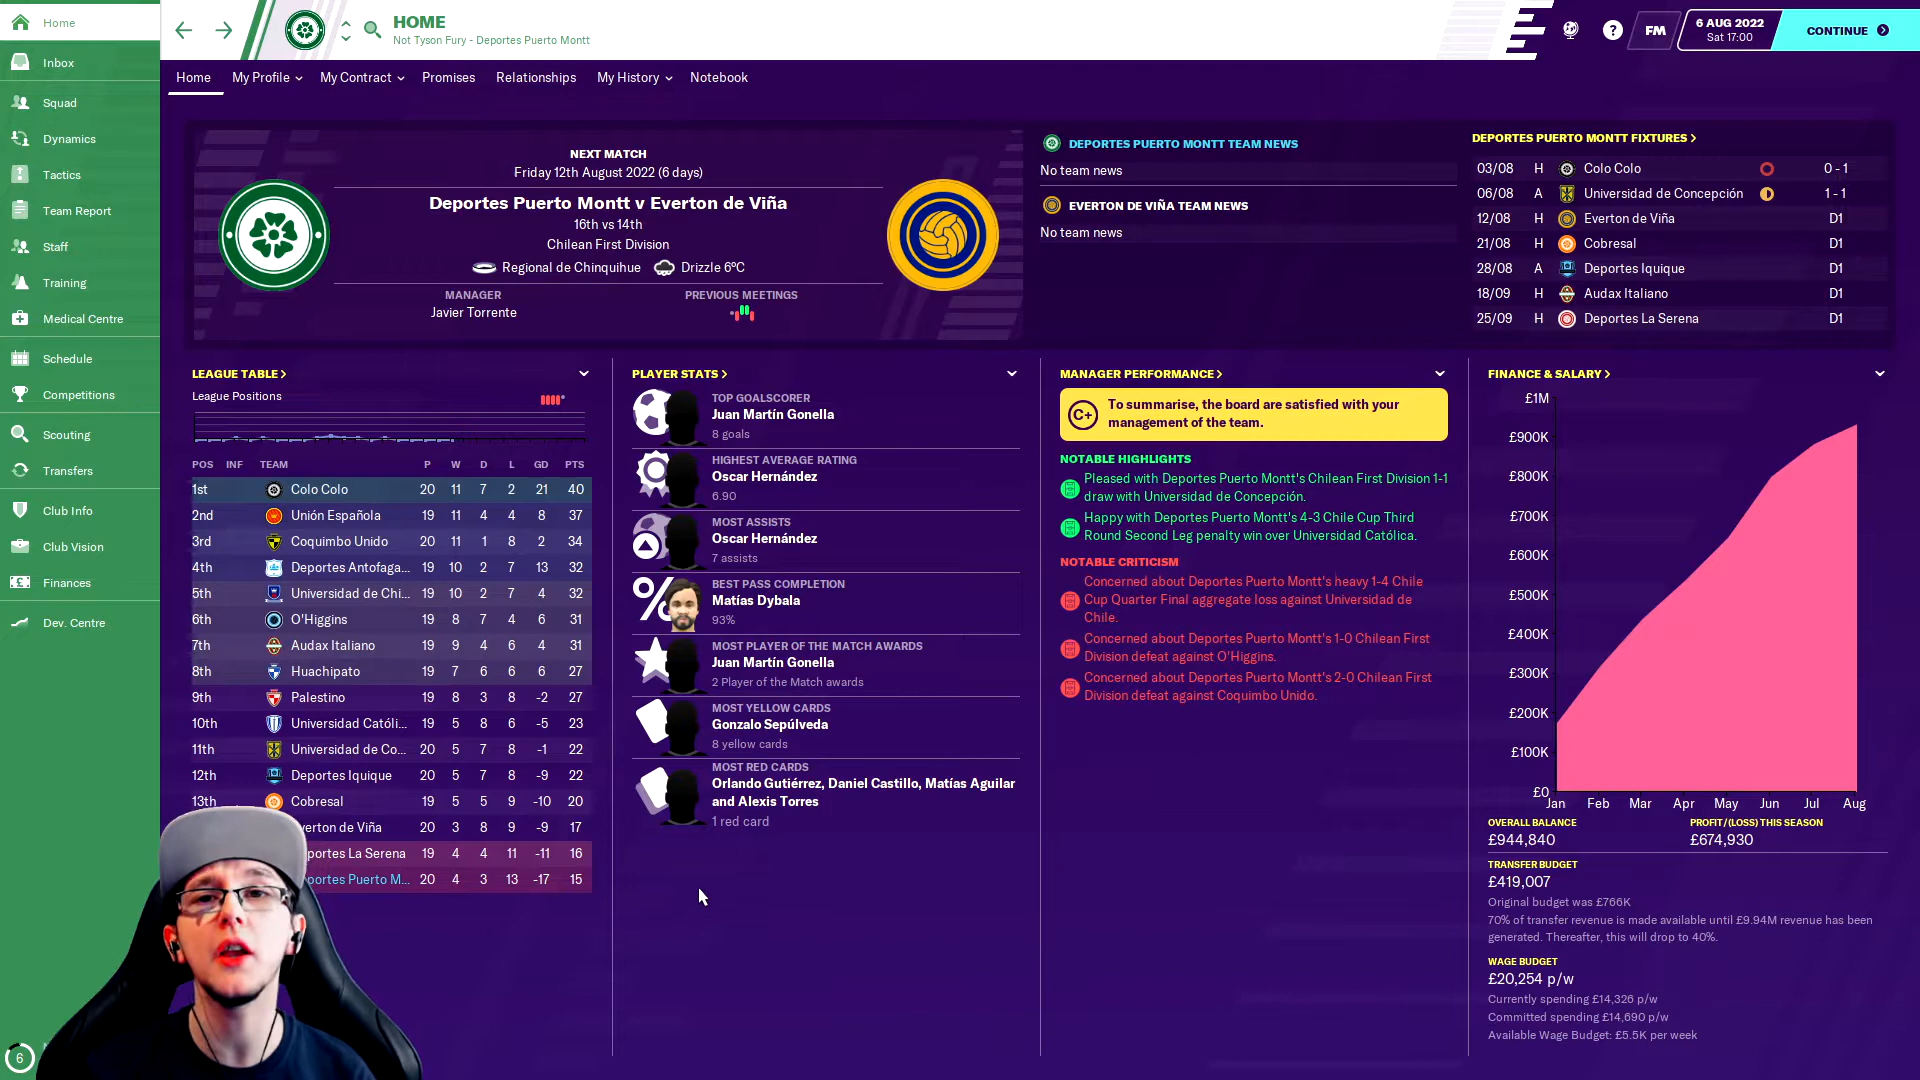 Home
Inbox
Squad
Dynamics
Tactics
Team Report
Staff
Training
Medical Centre
Schedule
Competitions
Scouting
Transfers
Club Info
Club Vision
Finances
Dev. Centre
6
HOME
Not Tyson Fury - Deportes Puerto Montt
?
FM
6 AUG 2022
Sat 17:00
CONTINUE
Home My Profile My Contract Promises Relationships My History Notebook
NEXT MATCH
Friday 12th August 2022 (6 days)
Deportes Puerto Montt v Everton de Viña
16th vs 14th
Chilean First Division
Regional de Chinquihue Drizzle 6ºC
MANAGER
Javier Torrente
PREVIOUS MEETINGS
DEPORTES PUERTO MONTT TEAM NEWS
No team news
EVERTON DE VIÑA TEAM NEWS
No team news
DEPORTES PUERTO MONTT FIXTURES >
03/08 H Colo Colo 0 - 1
06/08 A Universidad de Concepción 1 - 1
12/08 H Everton de Viña D1
21/08 H Cobresal D1
28/08 A Deportes Iquique D1
18/09 H Audax Italiano D1
25/09 H Deportes La Serena D1
LEAGUE TABLE >
League Positions
POS INF TEAM P W D L GD PTS
1st Colo Colo 20 11 7 2 21 40
2nd Unión Española 19 11 4 4 8 37
3rd Coquimbo Unido 20 11 1 8 2 34
4th Deportes Antofaga... 19 10 2 7 13 32
5th Universidad de Chi... 19 10 2 7 4 32
6th O'Higgins 19 8 7 4 6 31
7th Audax Italiano 19 9 4 6 4 31
8th Huachipato 19 7 6 6 6 27
9th Palestino 19 8 3 8 -2 27
10th Universidad Católi... 19 5 8 6 -5 23
11th Universidad de Co... 20 5 7 8 -1 22
12th Deportes Iquique 20 5 7 8 -9 22
13th Cobresal 19 5 5 9 -10 20
verton de Viña 20 3 8 9 -9 17
portes La Serena 19 4 4 11 -11 16
portes Puerto M... 20 4 3 13 -17 15
PLAYER STATS >
TOP GOALSCORER
Juan Martín Gonella
8 goals
HIGHEST AVERAGE RATING
Oscar Hernández
6.90
MOST ASSISTS
Oscar Hernández
7 assists
%
BEST PASS COMPLETION
Matías Dybala
93%
MOST PLAYER OF THE MATCH AWARDS
Juan Martín Gonella
2 Player of the Match awards
MOST YELLOW CARDS
Gonzalo Sepúlveda
8 yellow cards
MOST RED CARDS
Orlando Gutiérrez, Daniel Castillo, Matías Aguilar
and Alexis Torres
1 red card
MANAGER PERFORMANCE >
C+
To summarise, the board are satisfied with your
management of the team.
NOTABLE HIGHLIGHTS
Pleased with Deportes Puerto Montt's Chilean First Division 1-1
draw with Universidad de Concepción.
Happy with Deportes Puerto Montt's 4-3 Chile Cup Third
Round Second Leg penalty win over Universidad Católica.
NOTABLE CRITICISM
Concerned about Deportes Puerto Montt's heavy 1-4 Chile
Cup Quarter Final aggregate loss against Universidad de
Chile.
Concerned about Deportes Puerto Montt's 1-0 Chilean First
Division defeat against O'Higgins.
Concerned about Deportes Puerto Montt's 2-0 Chilean First
Division defeat against Coquimbo Unido.
FINANCE & SALARY >
£1M
£900K
£800K
£700K
£600K
£500K
£400K
£300K
£200K
£100K
£0
Jan Feb Mar Apr May Jun Jul Aug
OVERALL BALANCE
£944,840
PROFIT/(LOSS) THIS SEASON
£674,930
TRANSFER BUDGET
£419,007
Original budget was £766K
70% of transfer revenue is made available until £9.94M revenue has been
generated. Thereafter, this will drop to 40%.
WAGE BUDGET
£20,254 p/w
Currently spending £14,326 p/w
Committed spending £14,690 p/w
Available Wage Budget: £5.5K per week